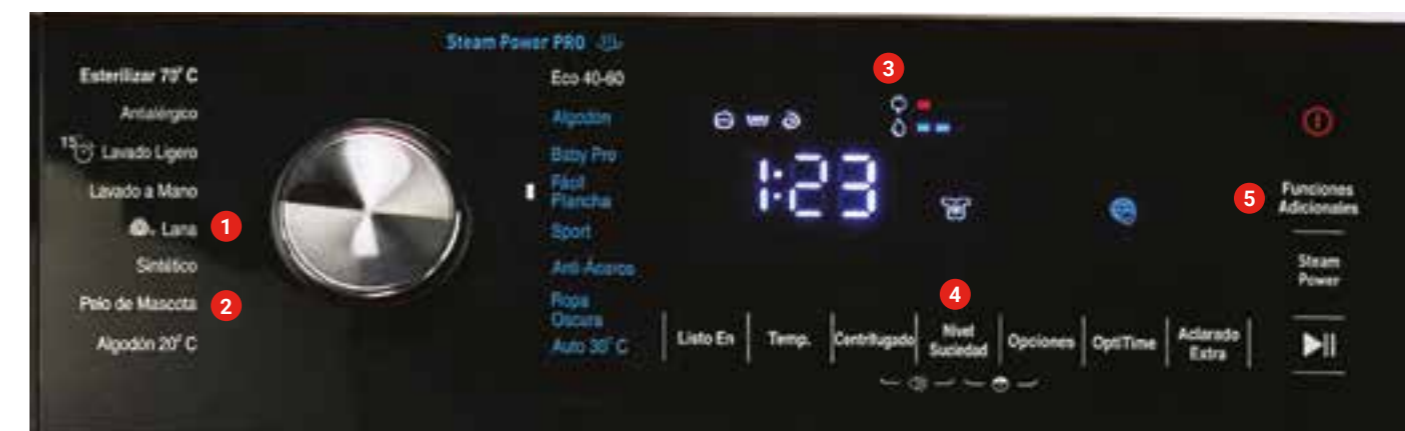 Steam Power PRO
Esterilizar 70° C
Antialérgico
15 Lavado Ligero
Lavado a Mano
Lana 1
Sintético
Pelo de Mascota 2
Algodón 20° C
Eco 40-60
Algodón
Baby Pro
Fácil
Plancha
Sport
Anti Ácaros
Ropa
Oscura
Auto 30° C
3
1:23
4
Listo En
Temp.
Centrifugado
Nivel
Suciedad
Opciones
OptiTime
Aclarado
Extra
5
Funciones
Adicionales
Steam
Power